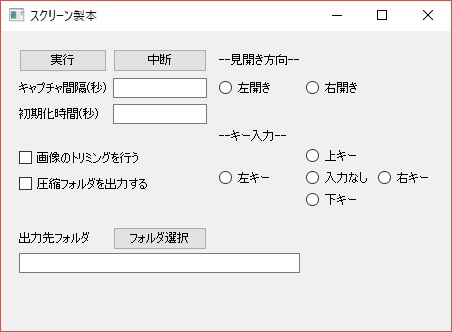 スクリーン製本
実行 中断 --見開き方向--
キャプチャ間隔(秒) 左開き 右開き
初期化時間(秒)
--キー入力--
画像のトリミングを行う 上キー
圧縮フォルダを出力する 左キー 入力なし 右キー
下キー
出力先フォルダ フォルダ選択